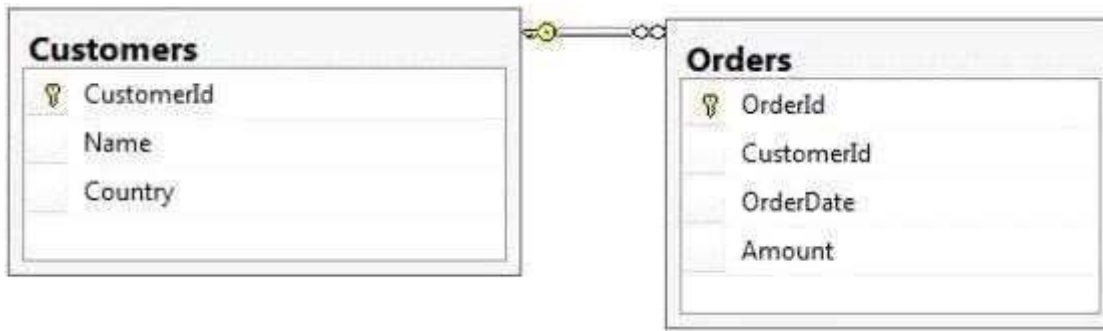 Customers
CustomerId
Name
Country
Orders
OrderId
CustomerId
OrderDate
Amount